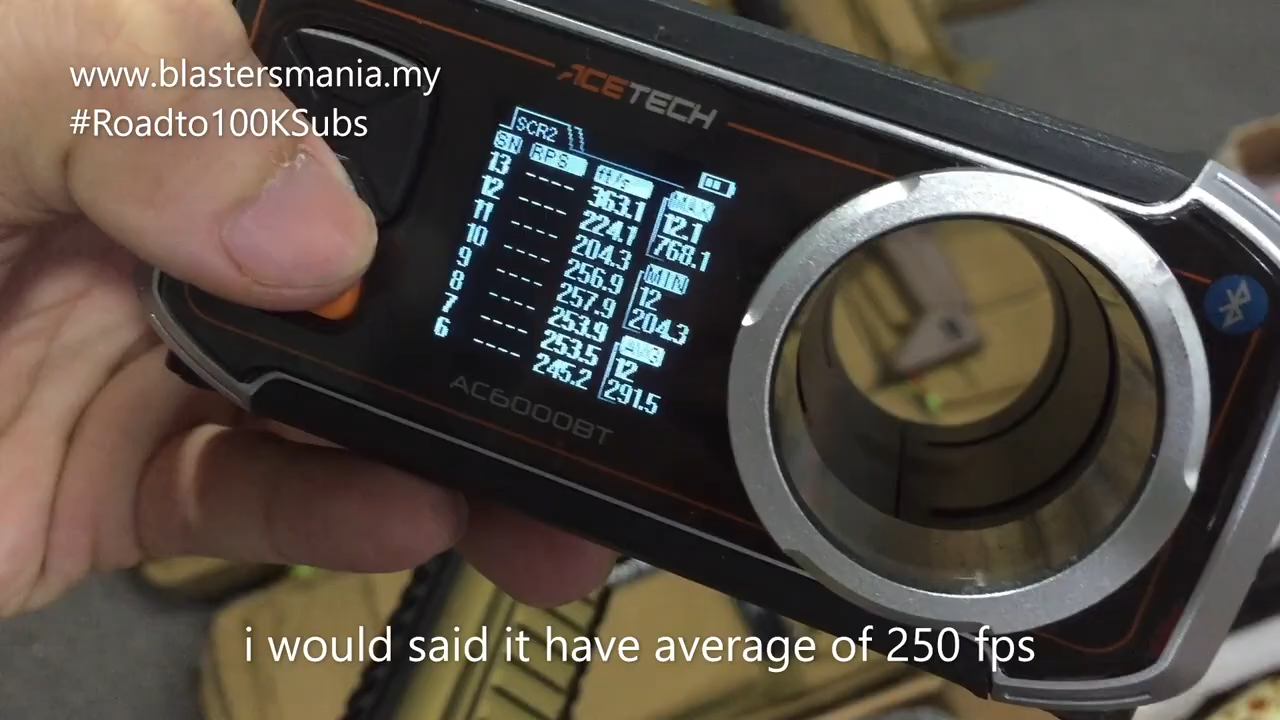 www.blastersmania.my
#Roadto100KSubs
ACETECH
SCR2
SN RPS ft/s MAX
13 ---- 363.1 12.1
12 ---- 224.1 768.1
11 ---- 204.3 MIN
10 ---- 256.9 12
9 ---- 257.9 204.3
8 ---- 253.9 AVG
7 ---- 253.5 12
6 ---- 245.2 291.5
AC6000BT
i would said it have average of 250 fps